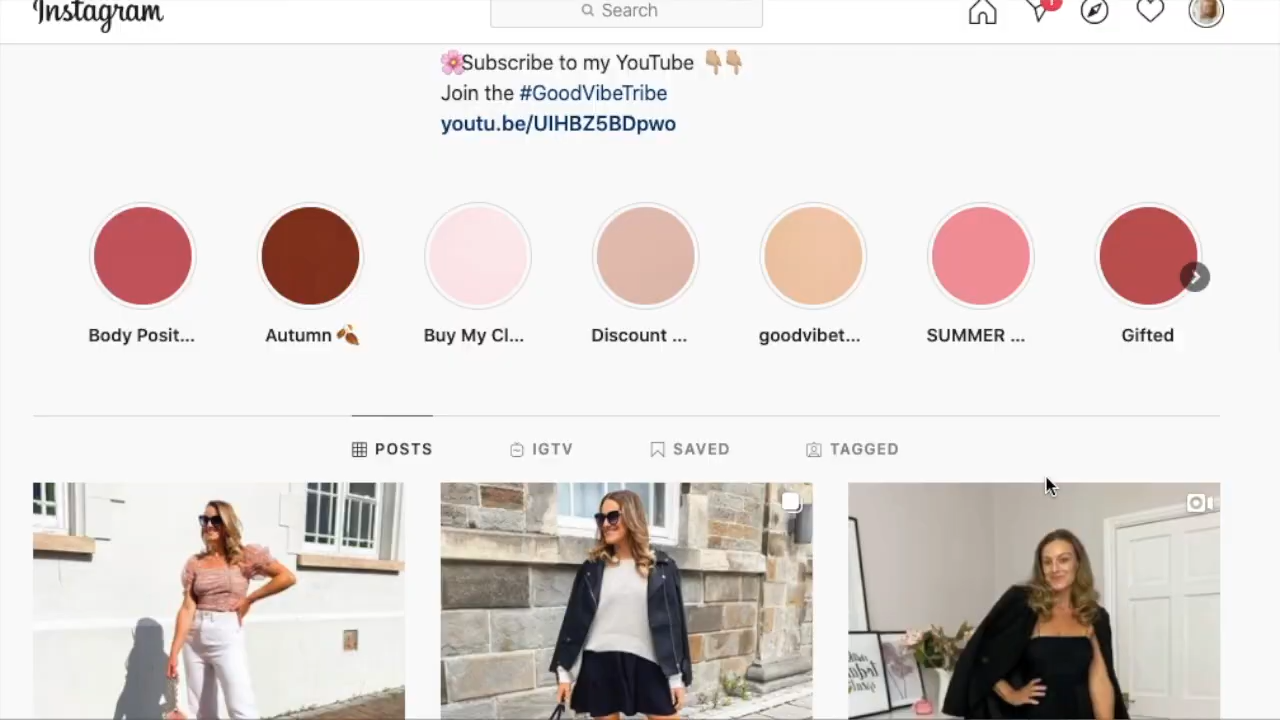 Instagram
Search
1
🌸Subscribe to my YouTube 👇🏼👇🏼
Join the #GoodVibeTribe
youtu.be/UIHBZ5BDpwo
Body Posit...
Autumn 🍂
Buy My Cl...
Discount ...
goodvibet...
SUMMER ...
Gifted
POSTS
IGTV
SAVED
TAGGED